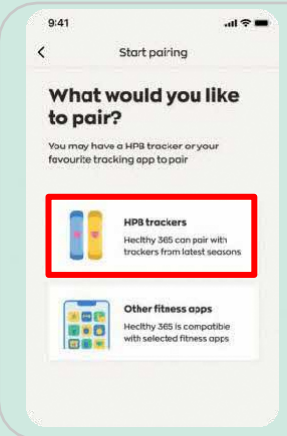 9:41
Start pairing
What would you like
to pair?
You may have a HPB tracker or your
favourite tracking app to pair
HPB trackers
Healthy 365 can pair with
trackers from latest seasons
Other fitness apps
Healthy 365 is compatible
with selected fitness apps